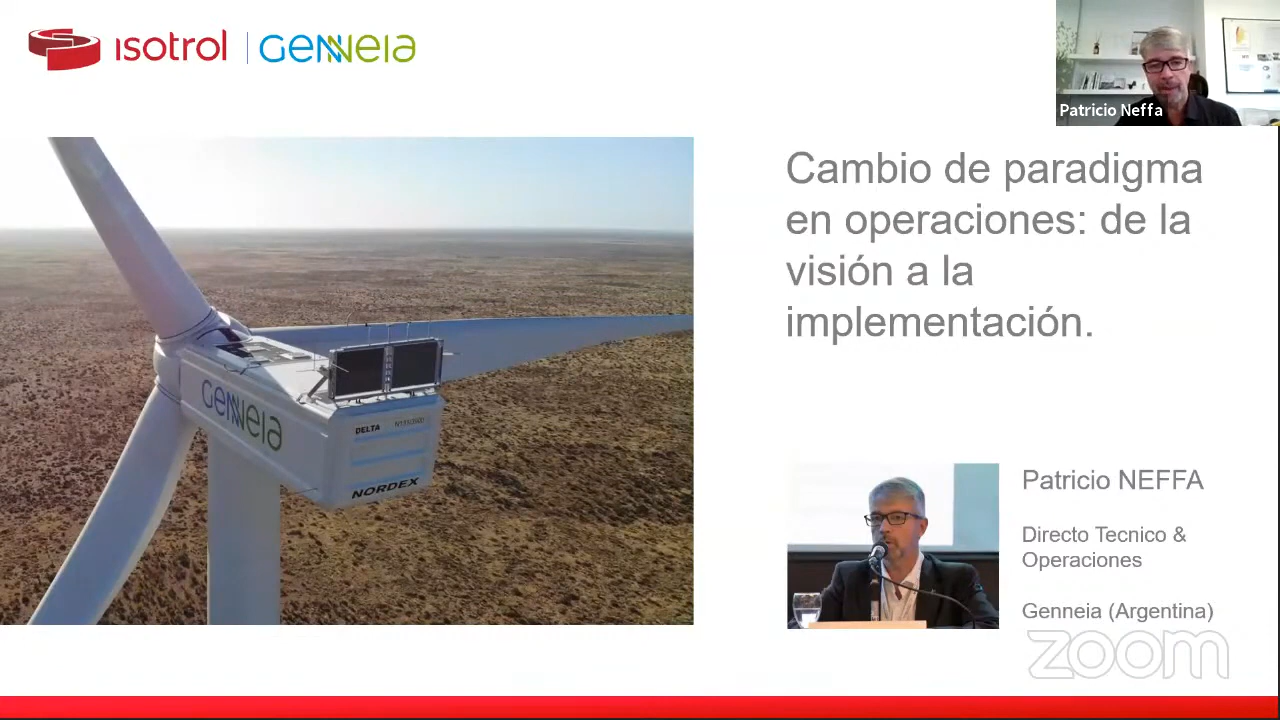 ISOTROL
GENNEIA
Patricio Neffa
Cambio de paradigma
en operaciones: de la
visión a la
implementación.
GENNEIA
DELTA
NORDEX
Patricio NEFFA
Directo Tecnico &
Operaciones
Genneia (Argentina)
zoom